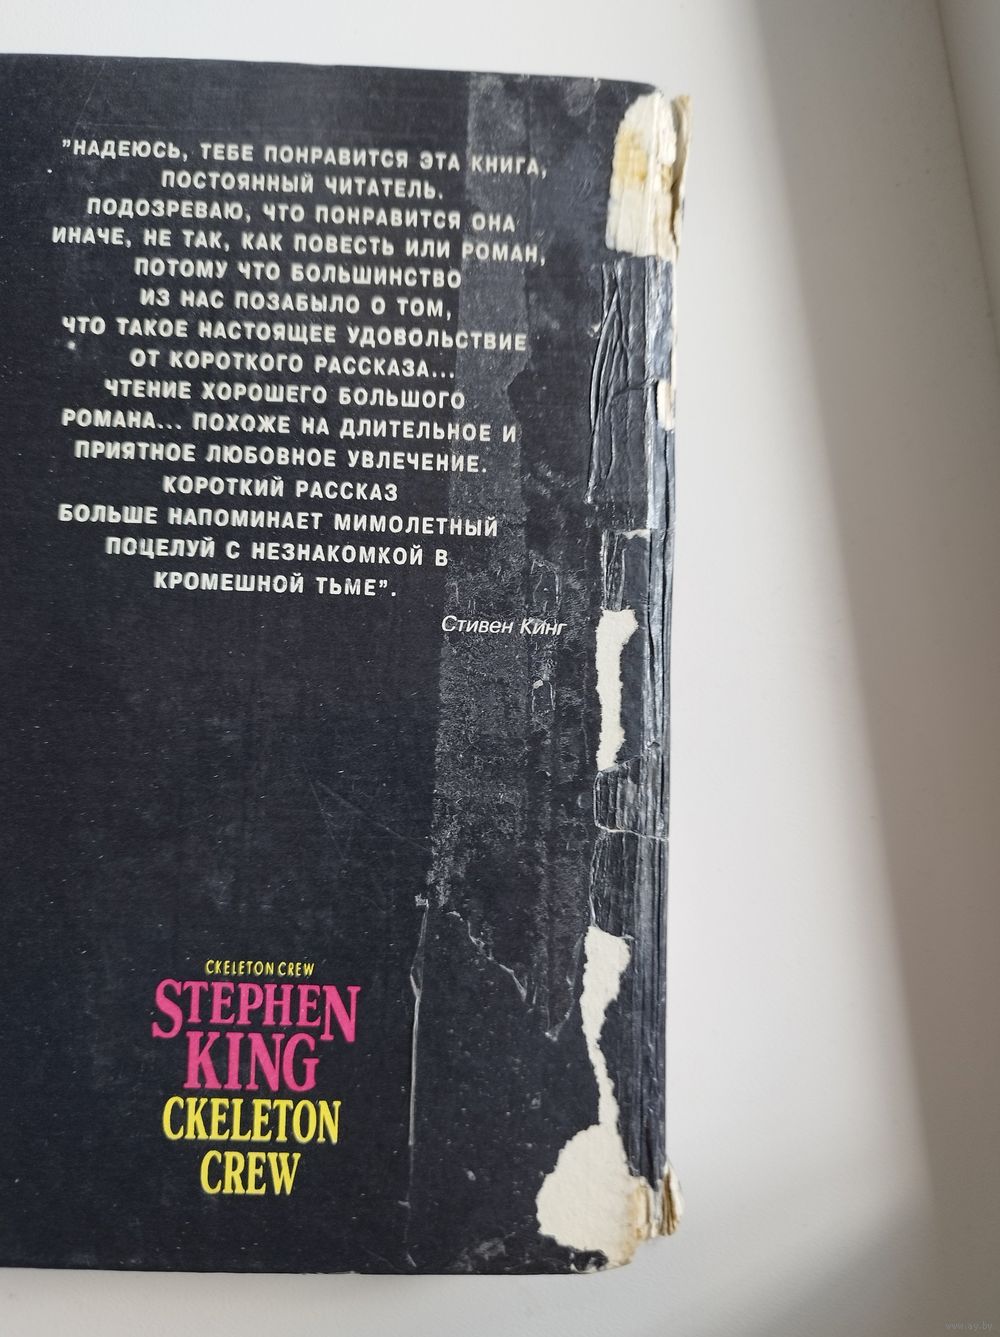 "НАДЕЮСЬ, ТЕБЕ ПОНРАВИТСЯ ЭТА КНИГА,
ПОСТОЯННЫЙ ЧИТАТЕЛЬ.
ПОДОЗРЕВАЮ, ЧТО ПОНРАВИТСЯ ОНА
ИНАЧЕ, НЕ ТАК, КАК ПОВЕСТЬ ИЛИ РОМАН,
ПОТОМУ ЧТО БОЛЬШИНСТВО
ИЗ НАС ПОЗАБЫЛО О ТОМ,
ЧТО ТАКОЕ НАСТОЯЩЕЕ УДОВОЛЬСТВИЕ
ОТ КОРОТКОГО РАССКАЗА...
ЧТЕНИЕ ХОРОШЕГО БОЛЬШОГО
РОМАНА... ПОХОЖЕ НА ДЛИТЕЛЬНОЕ И
ПРИЯТНОЕ ЛЮБОВНОЕ УВЛЕЧЕНИЕ.
КОРОТКИЙ РАССКАЗ
БОЛЬШЕ НАПОМИНАЕТ МИМОЛЕТНЫЙ
ПОЦЕЛУЙ С НЕЗНАКОМКОЙ В
КРОМЕШНОЙ ТЬМЕ".
Стивен Кинг
CKELETON CREW
STEPHEN
KING
CKELETON
CREW
www.ay.by